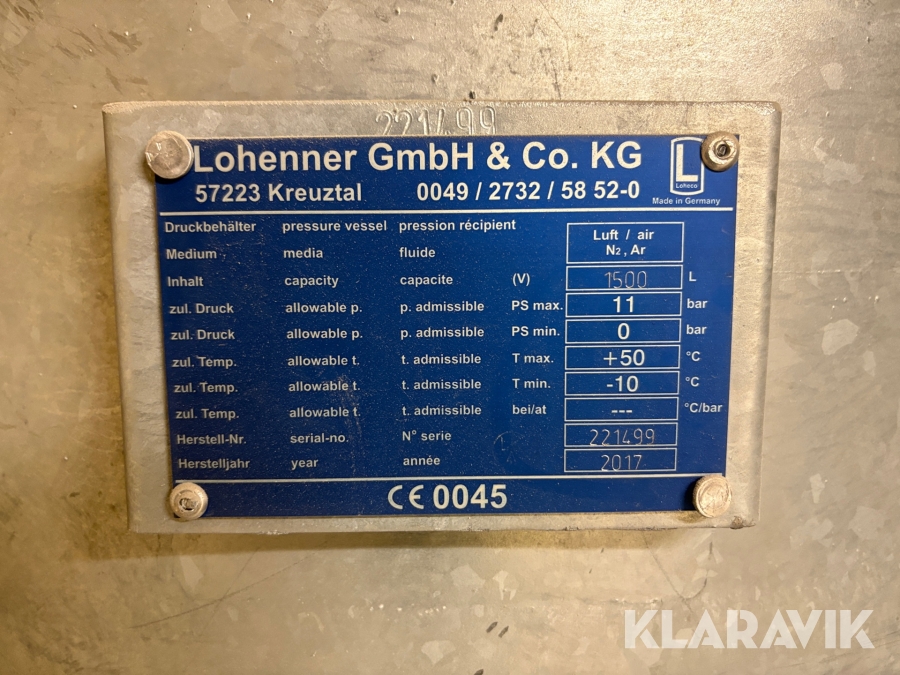 221499
Lohenner GmbH & Co. KG
57223 Kreuztal 0049 / 2732 / 58 52-0
L
Loheco
Made in Germany
Druckbehälter pressure vessel pression récipient
Luft / air
Medium media fluide N₂, Ar
Inhalt capacity capacite (V) 1500 L
zul. Druck allowable p. p. admissible PS max. 11 bar
zul. Druck allowable p. p. admissible PS min. 0 bar
zul. Temp. allowable t. t. admissible T max. +50 °C
zul. Temp. allowable t. t. admissible T min. -10 °C
zul. Temp. allowable t. t. admissible bei/at --- °C/bar
Herstell-Nr. serial-no. N° serie 221499
Herstelljahr year année 2017
CE 0045
KLARAVIK